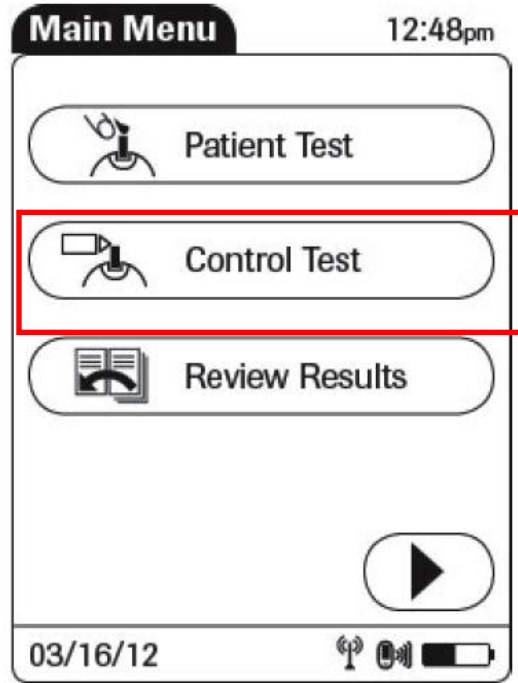 Main Menu
12:48pm
Patient Test
Control Test
Review Results
03/16/12